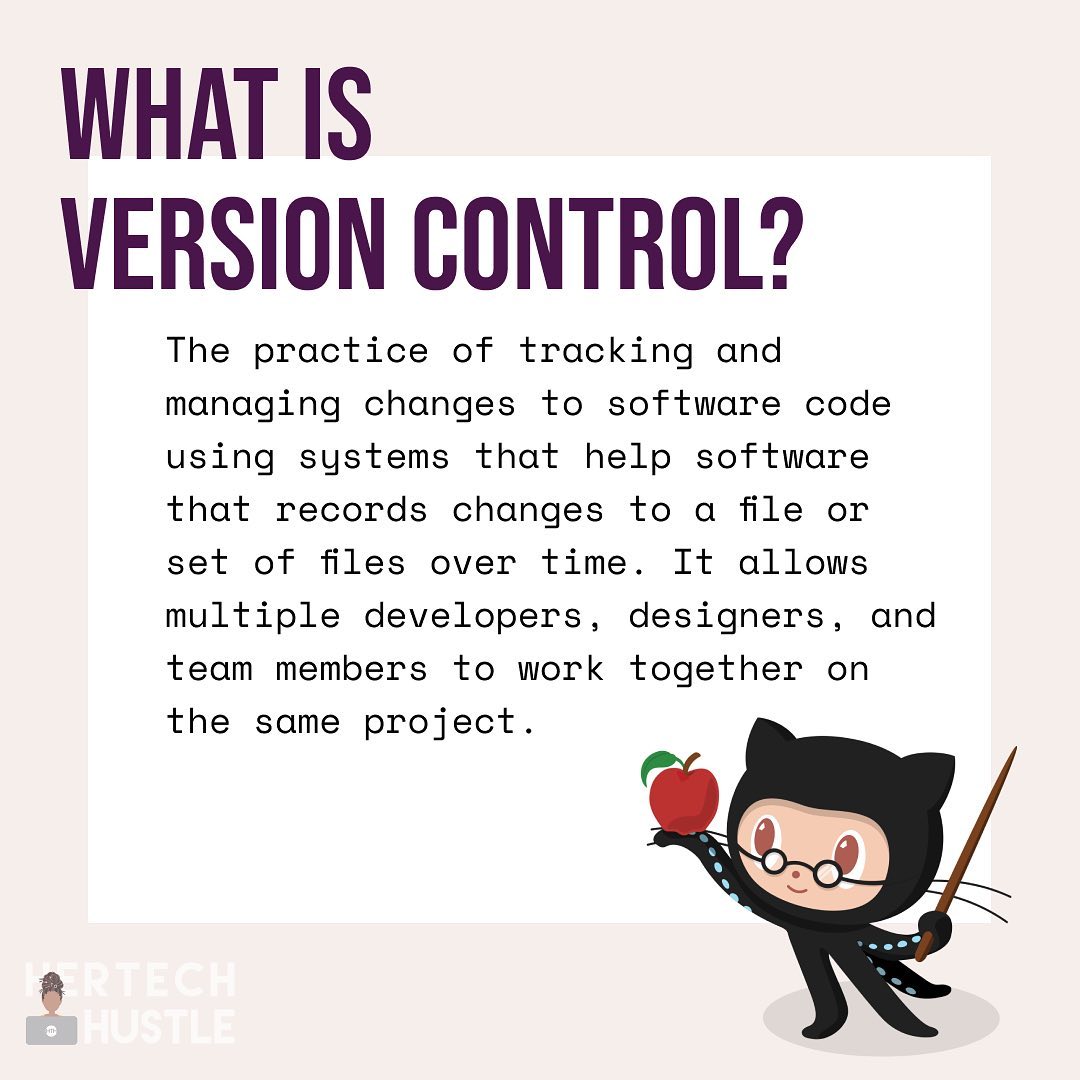 WHAT IS
VERSION CONTROL?
The practice of tracking and
managing changes to software code
using systems that help software
that records changes to a file or
set of files over time. It allows
multiple developers, designers, and
team members to work together on
the same project.
HERTECH
HUSTLE